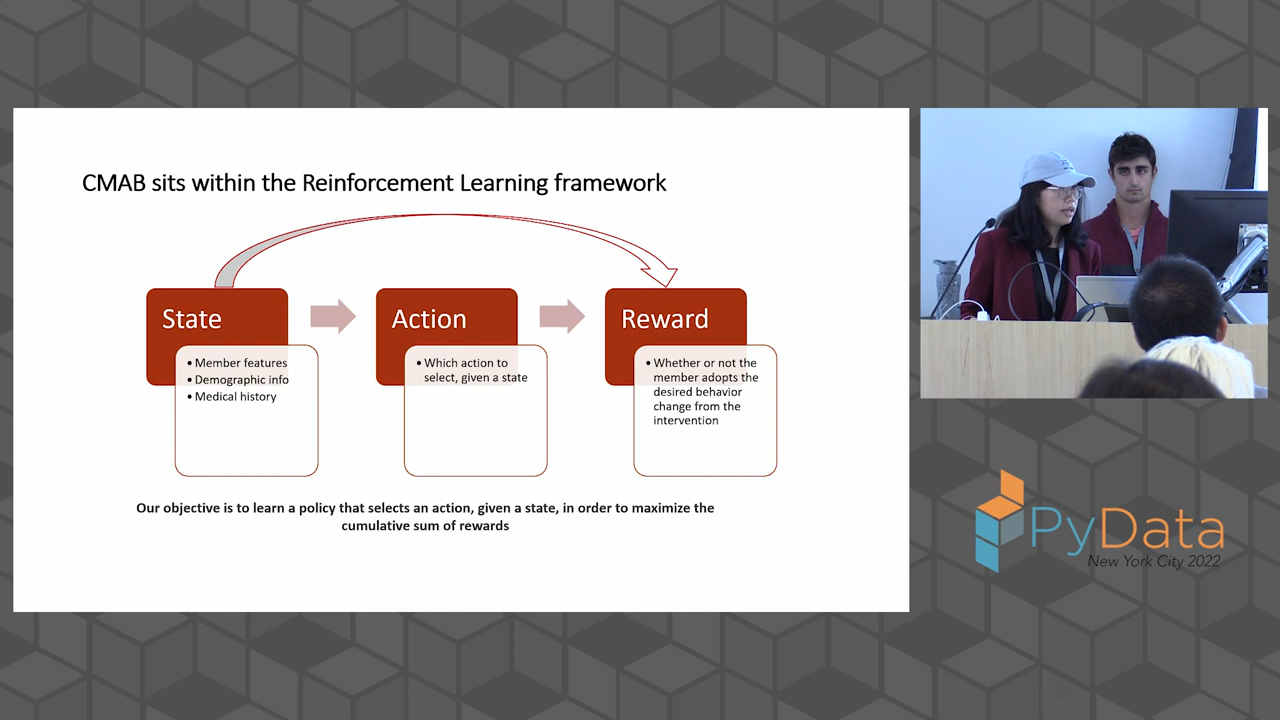 CMAB sits within the Reinforcement Learning framework
State
• Member features
• Demographic info
• Medical history
Action
• Which action to
select, given a state
Reward
• Whether or not the
member adopts the
desired behavior
change from the
intervention
Our objective is to learn a policy that selects an action, given a state, in order to maximize the
cumulative sum of rewards
PyData
New York City 2022